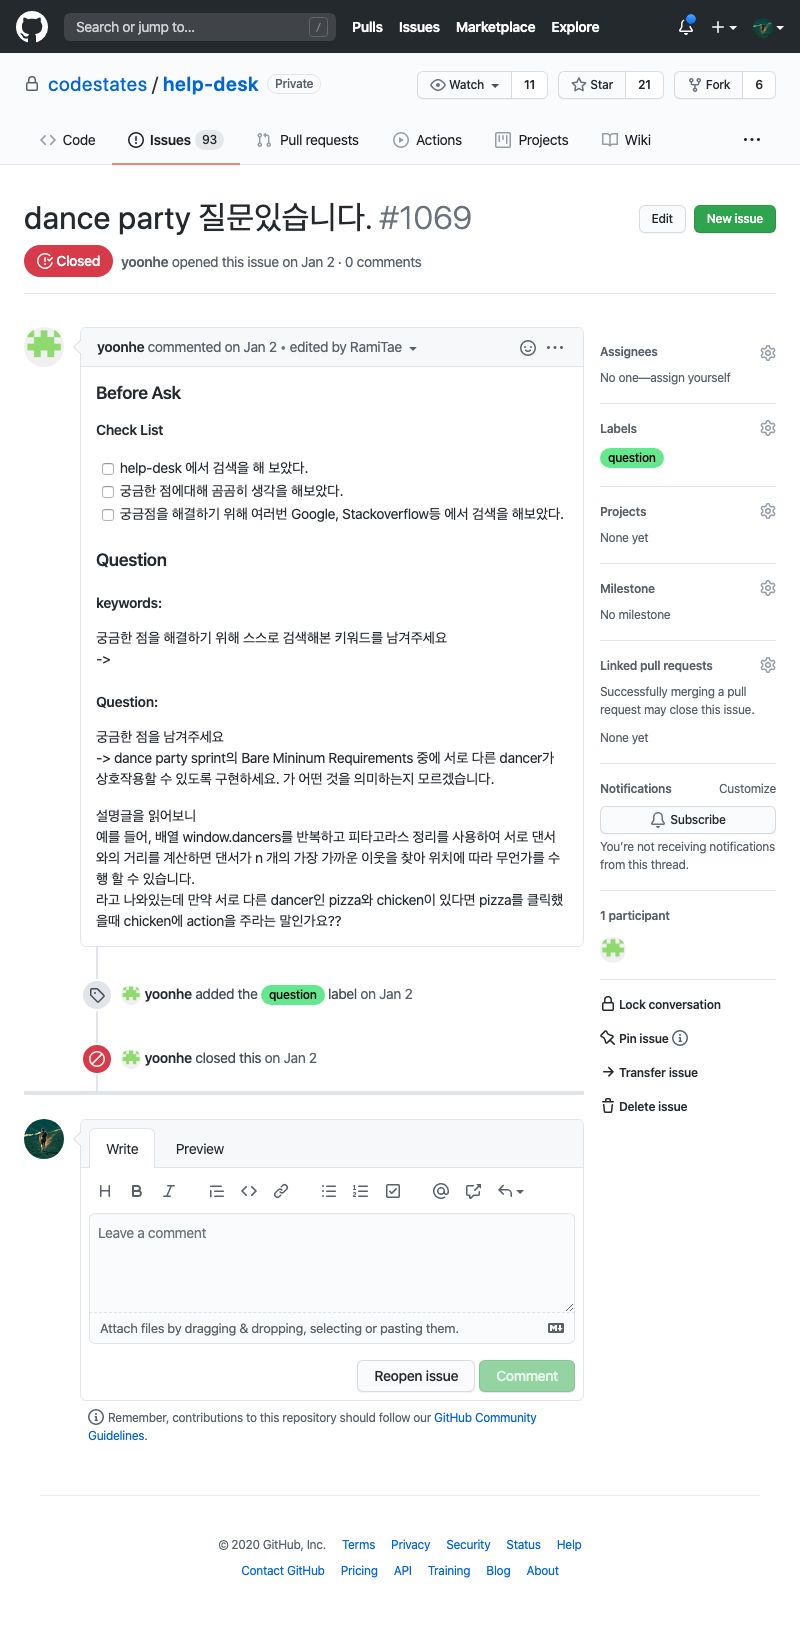 Search or jump to... /
Pulls Issues Marketplace Explore
codestates / help-desk Private
Watch 11 Star 21 Fork 6
Code Issues 93 Pull requests Actions Projects Wiki
dance party 질문있습니다. #1069
Edit New issue
Closed yoonhe opened this issue on Jan 2 · 0 comments
yoonhe commented on Jan 2 • edited by RamiTae
Before Ask
Check List
help-desk 에서 검색을 해 보았다.
궁금한 점에대해 곰곰히 생각을 해보았다.
궁금점을 해결하기 위해 여러번 Google, Stackoverflow등 에서 검색을 해보았다.
Question
keywords:
궁금한 점을 해결하기 위해 스스로 검색해본 키워드를 남겨주세요
->
Question:
궁금한 점을 남겨주세요
-> dance party sprint의 Bare Mininum Requirements 중에 서로 다른 dancer가
상호작용할 수 있도록 구현하세요. 가 어떤 것을 의미하는지 모르겠습니다.
설명글을 읽어보니
예를 들어, 배열 window.dancers를 반복하고 피타고라스 정리를 사용하여 서로 댄서
와의 거리를 계산하면 댄서가 n 개의 가장 가까운 이웃을 찾아 위치에 따라 무언가를 수
행 할 수 있습니다.
라고 나와있는데 만약 서로 다른 dancer인 pizza와 chicken이 있다면 pizza를 클릭했
을때 chicken에 action을 주라는 말인가요??
yoonhe added the question label on Jan 2
yoonhe closed this on Jan 2
Assignees
No one—assign yourself
Labels
question
Projects
None yet
Milestone
No milestone
Linked pull requests
Successfully merging a pull
request may close this issue.
None yet
Notifications Customize
Subscribe
You're not receiving notifications
from this thread.
1 participant
Lock conversation
Pin issue
Transfer issue
Delete issue
Write Preview
Leave a comment
Attach files by dragging & dropping, selecting or pasting them.
Reopen issue Comment
Remember, contributions to this repository should follow our GitHub Community
Guidelines.
© 2020 GitHub, Inc. Terms Privacy Security Status Help
Contact GitHub Pricing API Training Blog About